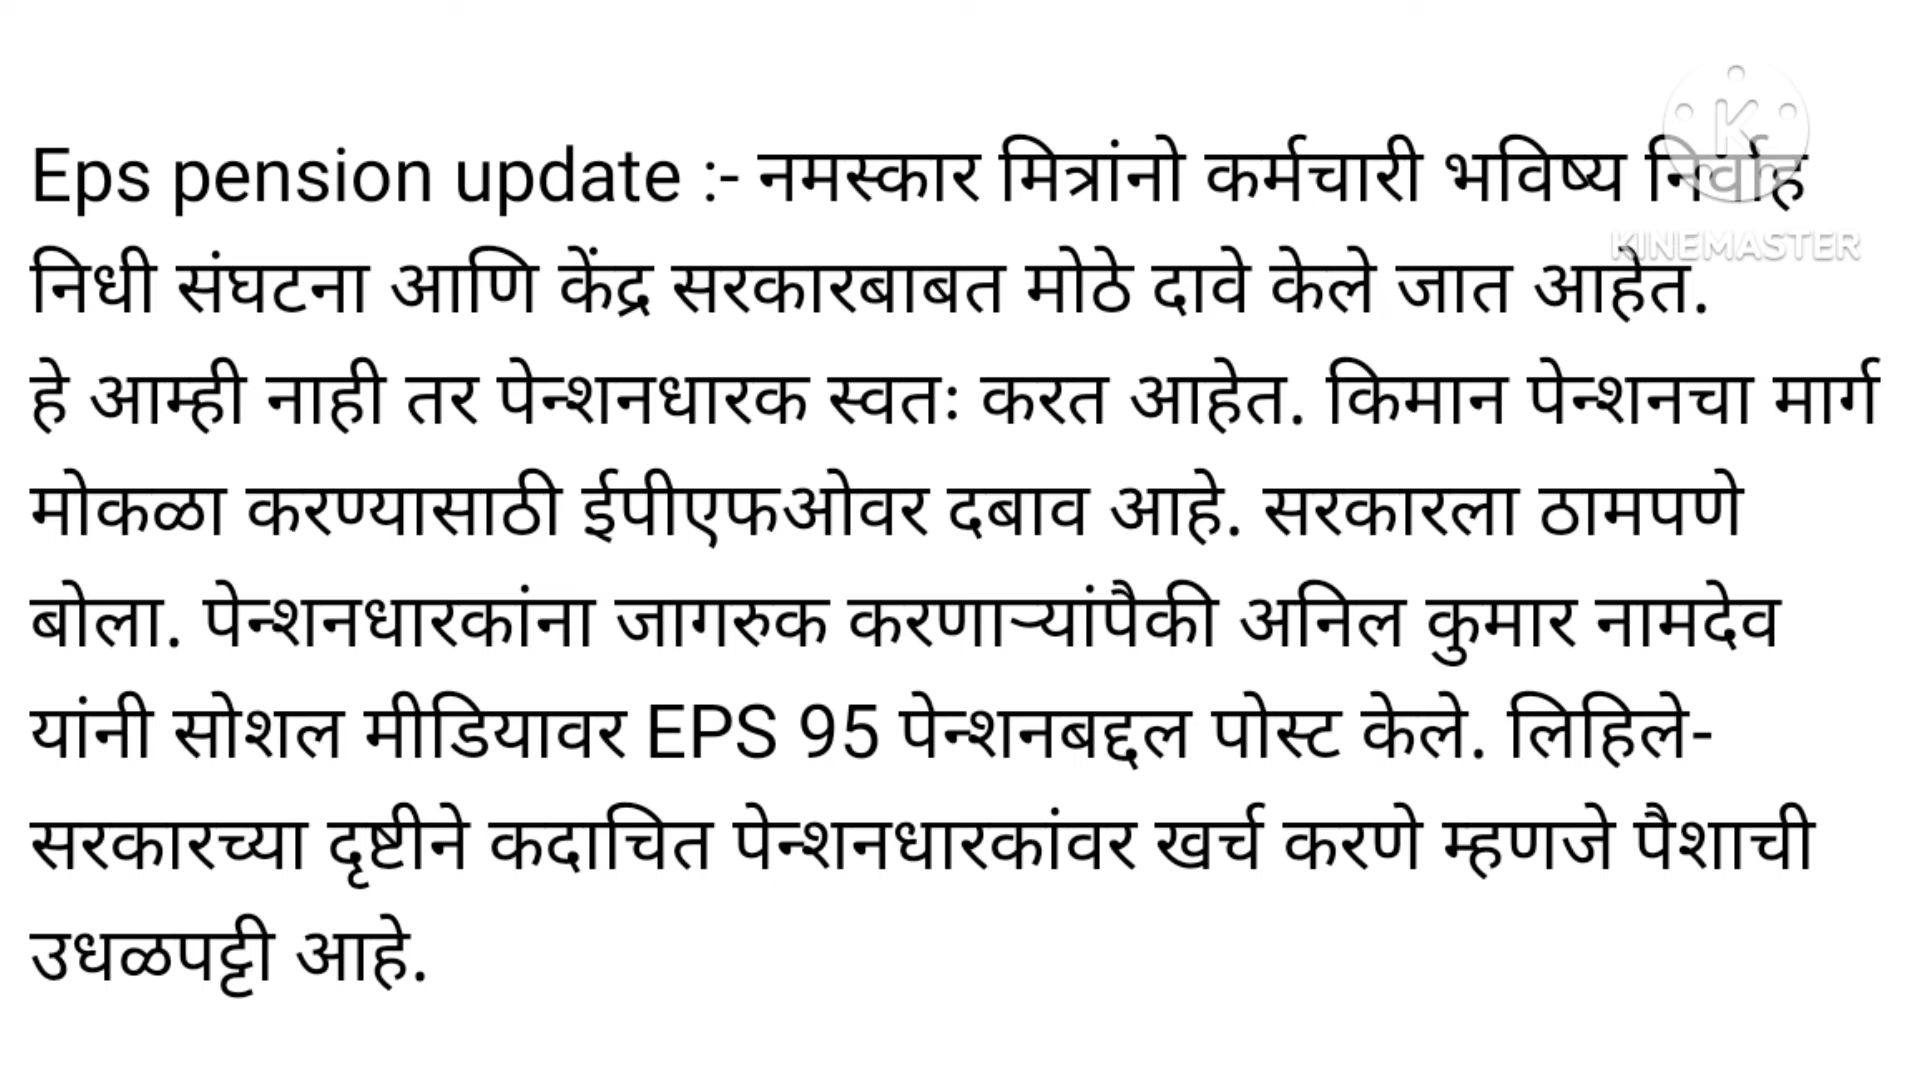 Eps pension update :- नमस्कार मित्रांनो कर्मचारी भविष्य निर्वाह
निधी संघटना आणि केंद्र सरकारबाबत मोठे दावे केले जात आहेत.
हे आम्ही नाही तर पेन्शनधारक स्वतः करत आहेत. किमान पेन्शनचा मार्ग
मोकळा करण्यासाठी ईपीएफओवर दबाव आहे. सरकारला ठामपणे
बोला. पेन्शनधारकांना जागरुक करणाऱ्यांपैकी अनिल कुमार नामदेव
यांनी सोशल मीडियावर EPS 95 पेन्शनबद्दल पोस्ट केले. लिहिले-
सरकारच्या दृष्टीने कदाचित पेन्शनधारकांवर खर्च करणे म्हणजे पैशाची
उधळपट्टी आहे.
K
KINEMASTER